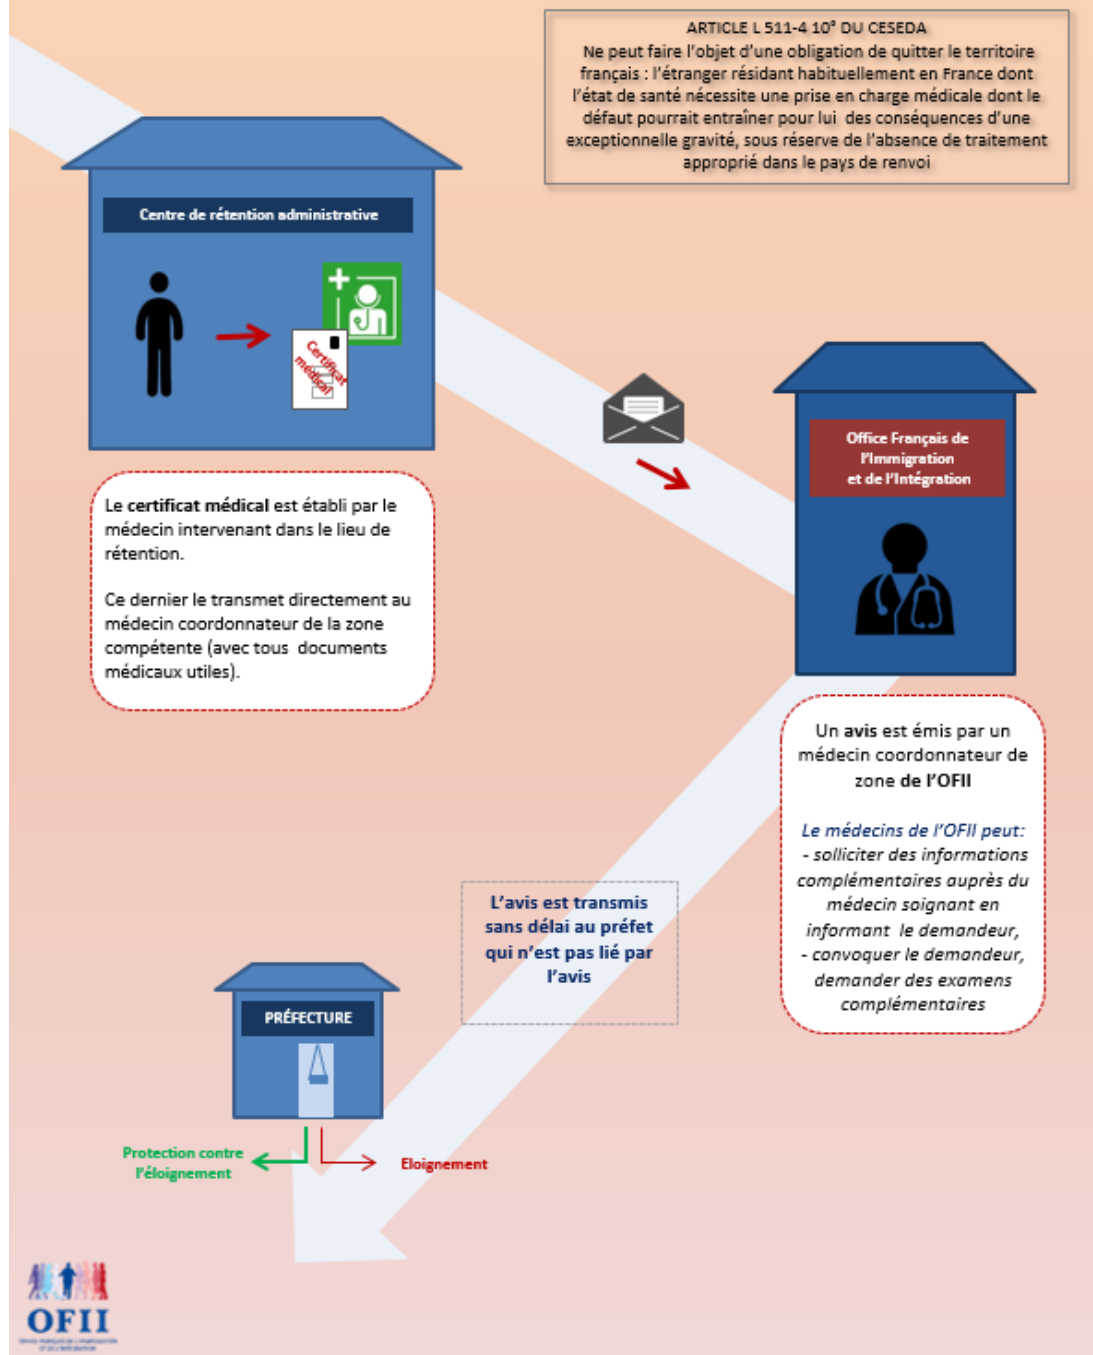 ARTICLE L 511-4 10° DU CESEDA
Ne peut faire l'objet d'une obligation de quitter le territoire
français : l'étranger résidant habituellement en France dont
l'état de santé nécessite une prise en charge médicale dont le
défaut pourrait entraîner pour lui des conséquences d'une
exceptionnelle gravité, sous réserve de l'absence de traitement
approprié dans le pays de renvoi
Centre de rétention administrative
Certificat
médical
Office Français de
l'Immigration
et de l'Intégration
Le certificat médical est établi par le
médecin intervenant dans le lieu de
rétention.
Ce dernier le transmet directement au
médecin coordonnateur de la zone
compétente (avec tous documents
médicaux utiles).
Un avis est émis par un
médecin coordonnateur de
zone de l'OFII
Le médecins de l'OFII peut:
- solliciter des informations
complémentaires auprès du
médecin soignant en
informant le demandeur,
- convoquer le demandeur,
demander des examens
complémentaires
L'avis est transmis
sans délai au préfet
qui n'est pas lié par
l'avis
PRÉFECTURE
Protection contre
l'éloignement
Eloignement
OFII
OFFICE FRANÇAIS DE L'IMMIGRATION
ET DE L'INTÉGRATION